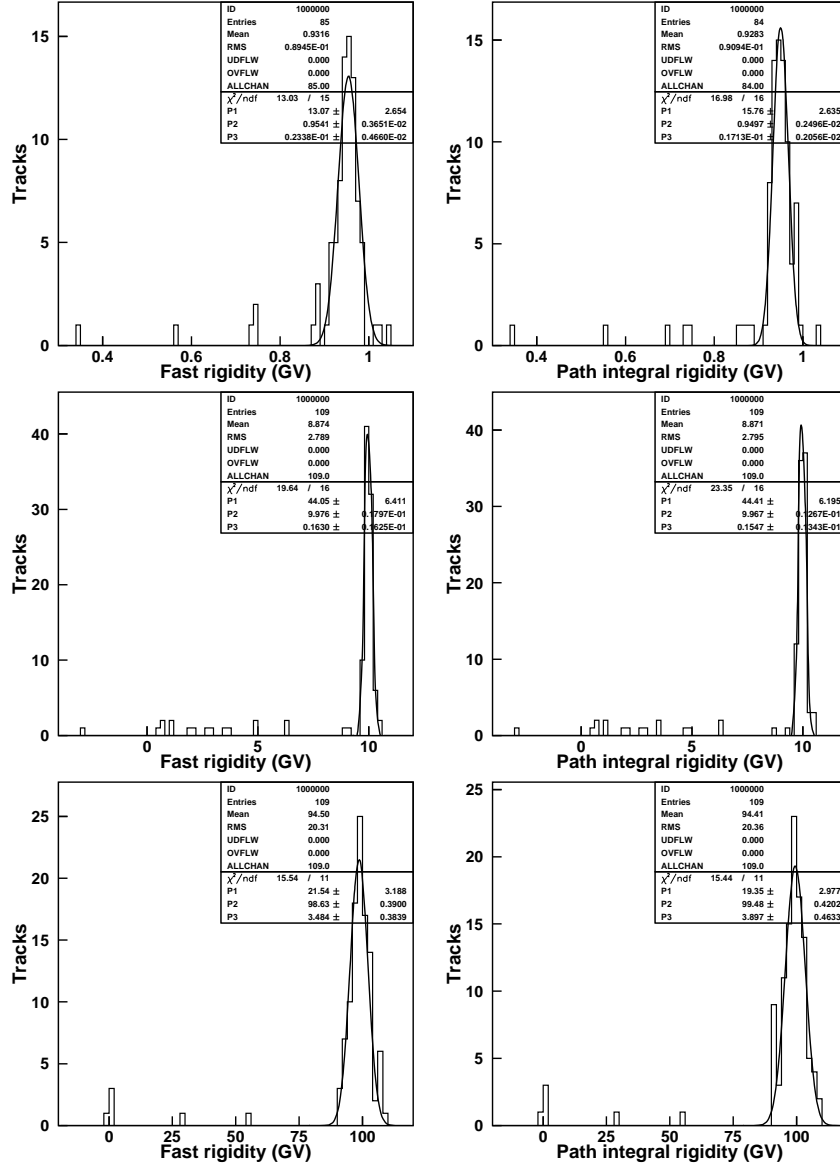 ID 1000000
Entries 85
Mean 0.9316
RMS 0.8945E-01
UDFLW 0.000
OVFLW 0.000
ALLCHAN 85.00
χ²/ndf 13.03 / 15
P1 13.07 ± 2.654
P2 0.9541 ± 0.3651E-02
P3 0.2338E-01 ± 0.4660E-02
Tracks
15
10
5
0
0.4 0.6 0.8 1
Fast rigidity (GV)
ID 1000000
Entries 84
Mean 0.9283
RMS 0.9094E-01
UDFLW 0.000
OVFLW 0.000
ALLCHAN 84.00
χ²/ndf 16.98 / 16
P1 15.76 ± 2.635
P2 0.9497 ± 0.2496E-02
P3 0.1713E-01 ± 0.2056E-02
Tracks
15
10
5
0
0.4 0.6 0.8 1
Path integral rigidity (GV)
ID 1000000
Entries 109
Mean 8.874
RMS 2.789
UDFLW 0.000
OVFLW 0.000
ALLCHAN 109.0
χ²/ndf 19.64 / 16
P1 44.05 ± 6.411
P2 9.976 ± 0.1797E-01
P3 0.1630 ± 0.1625E-01
Tracks
40
30
20
10
0
0 5 10
Fast rigidity (GV)
ID 1000000
Entries 109
Mean 8.871
RMS 2.795
UDFLW 0.000
OVFLW 0.000
ALLCHAN 109.0
χ²/ndf 23.35 / 16
P1 44.41 ± 6.195
P2 9.967 ± 0.1267E-01
P3 0.1547 ± 0.1343E-01
Tracks
40
30
20
10
0
0 5 10
Path integral rigidity (GV)
ID 1000000
Entries 109
Mean 94.50
RMS 20.31
UDFLW 0.000
OVFLW 0.000
ALLCHAN 109.0
χ²/ndf 15.54 / 11
P1 21.54 ± 3.188
P2 98.63 ± 0.3900
P3 3.484 ± 0.3839
Tracks
25
20
15
10
5
0
0 25 50 75 100
Fast rigidity (GV)
ID 1000000
Entries 109
Mean 94.41
RMS 20.36
UDFLW 0.000
OVFLW 0.000
ALLCHAN 109.0
χ²/ndf 15.44 / 11
P1 19.35 ± 2.977
P2 99.48 ± 0.4202
P3 3.897 ± 0.4633
Tracks
25
20
15
10
5
0
0 25 50 75 100
Path integral rigidity (GV)